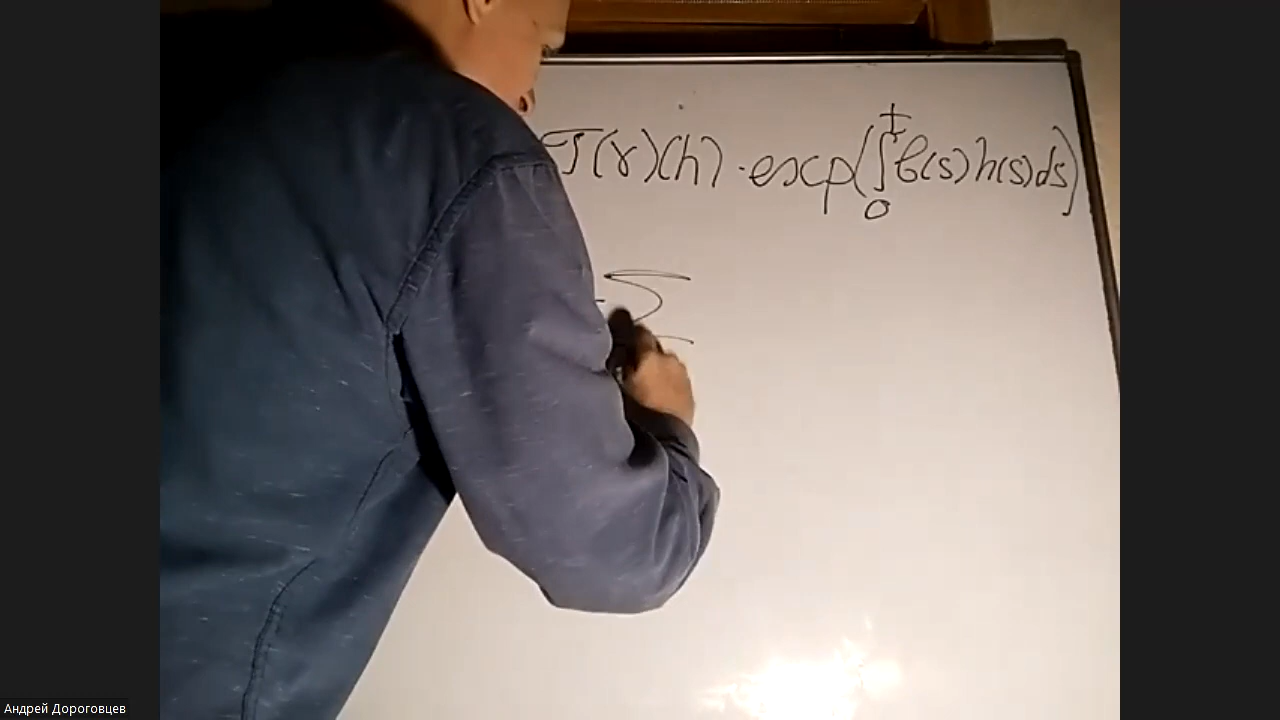 𝒯(γ)(h) · exp(∫₀ᵗ b(s)h(s)ds)
= Σ
Андрей Дороговцев